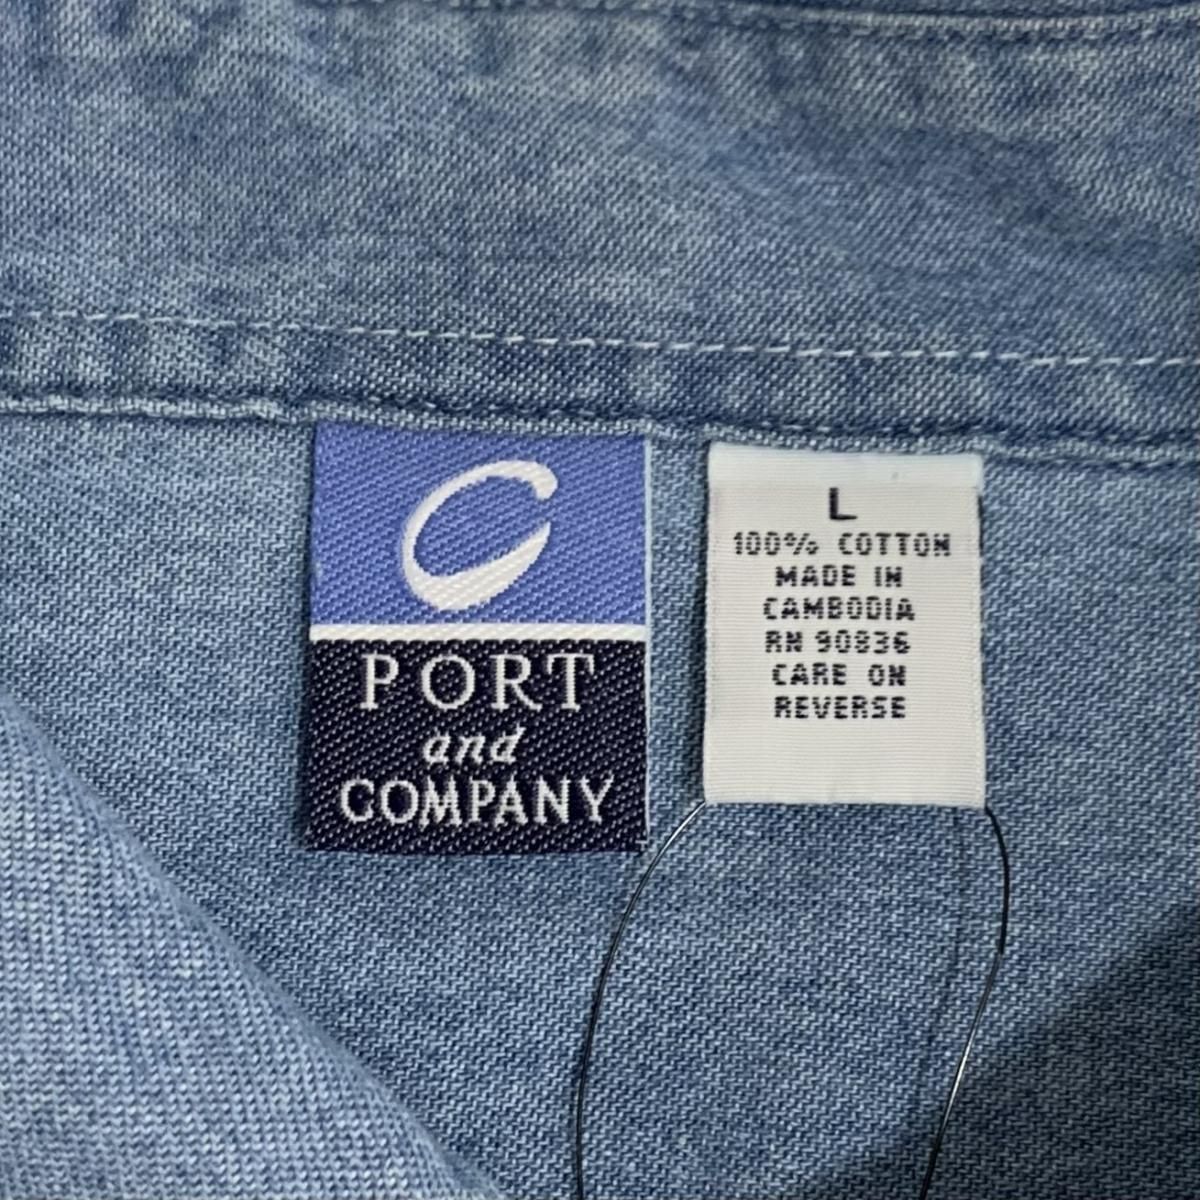 C
PORT
and
COMPANY
L
100% COTTON
MADE IN
CAMBODIA
RN 90836
CARE ON
REVERSE